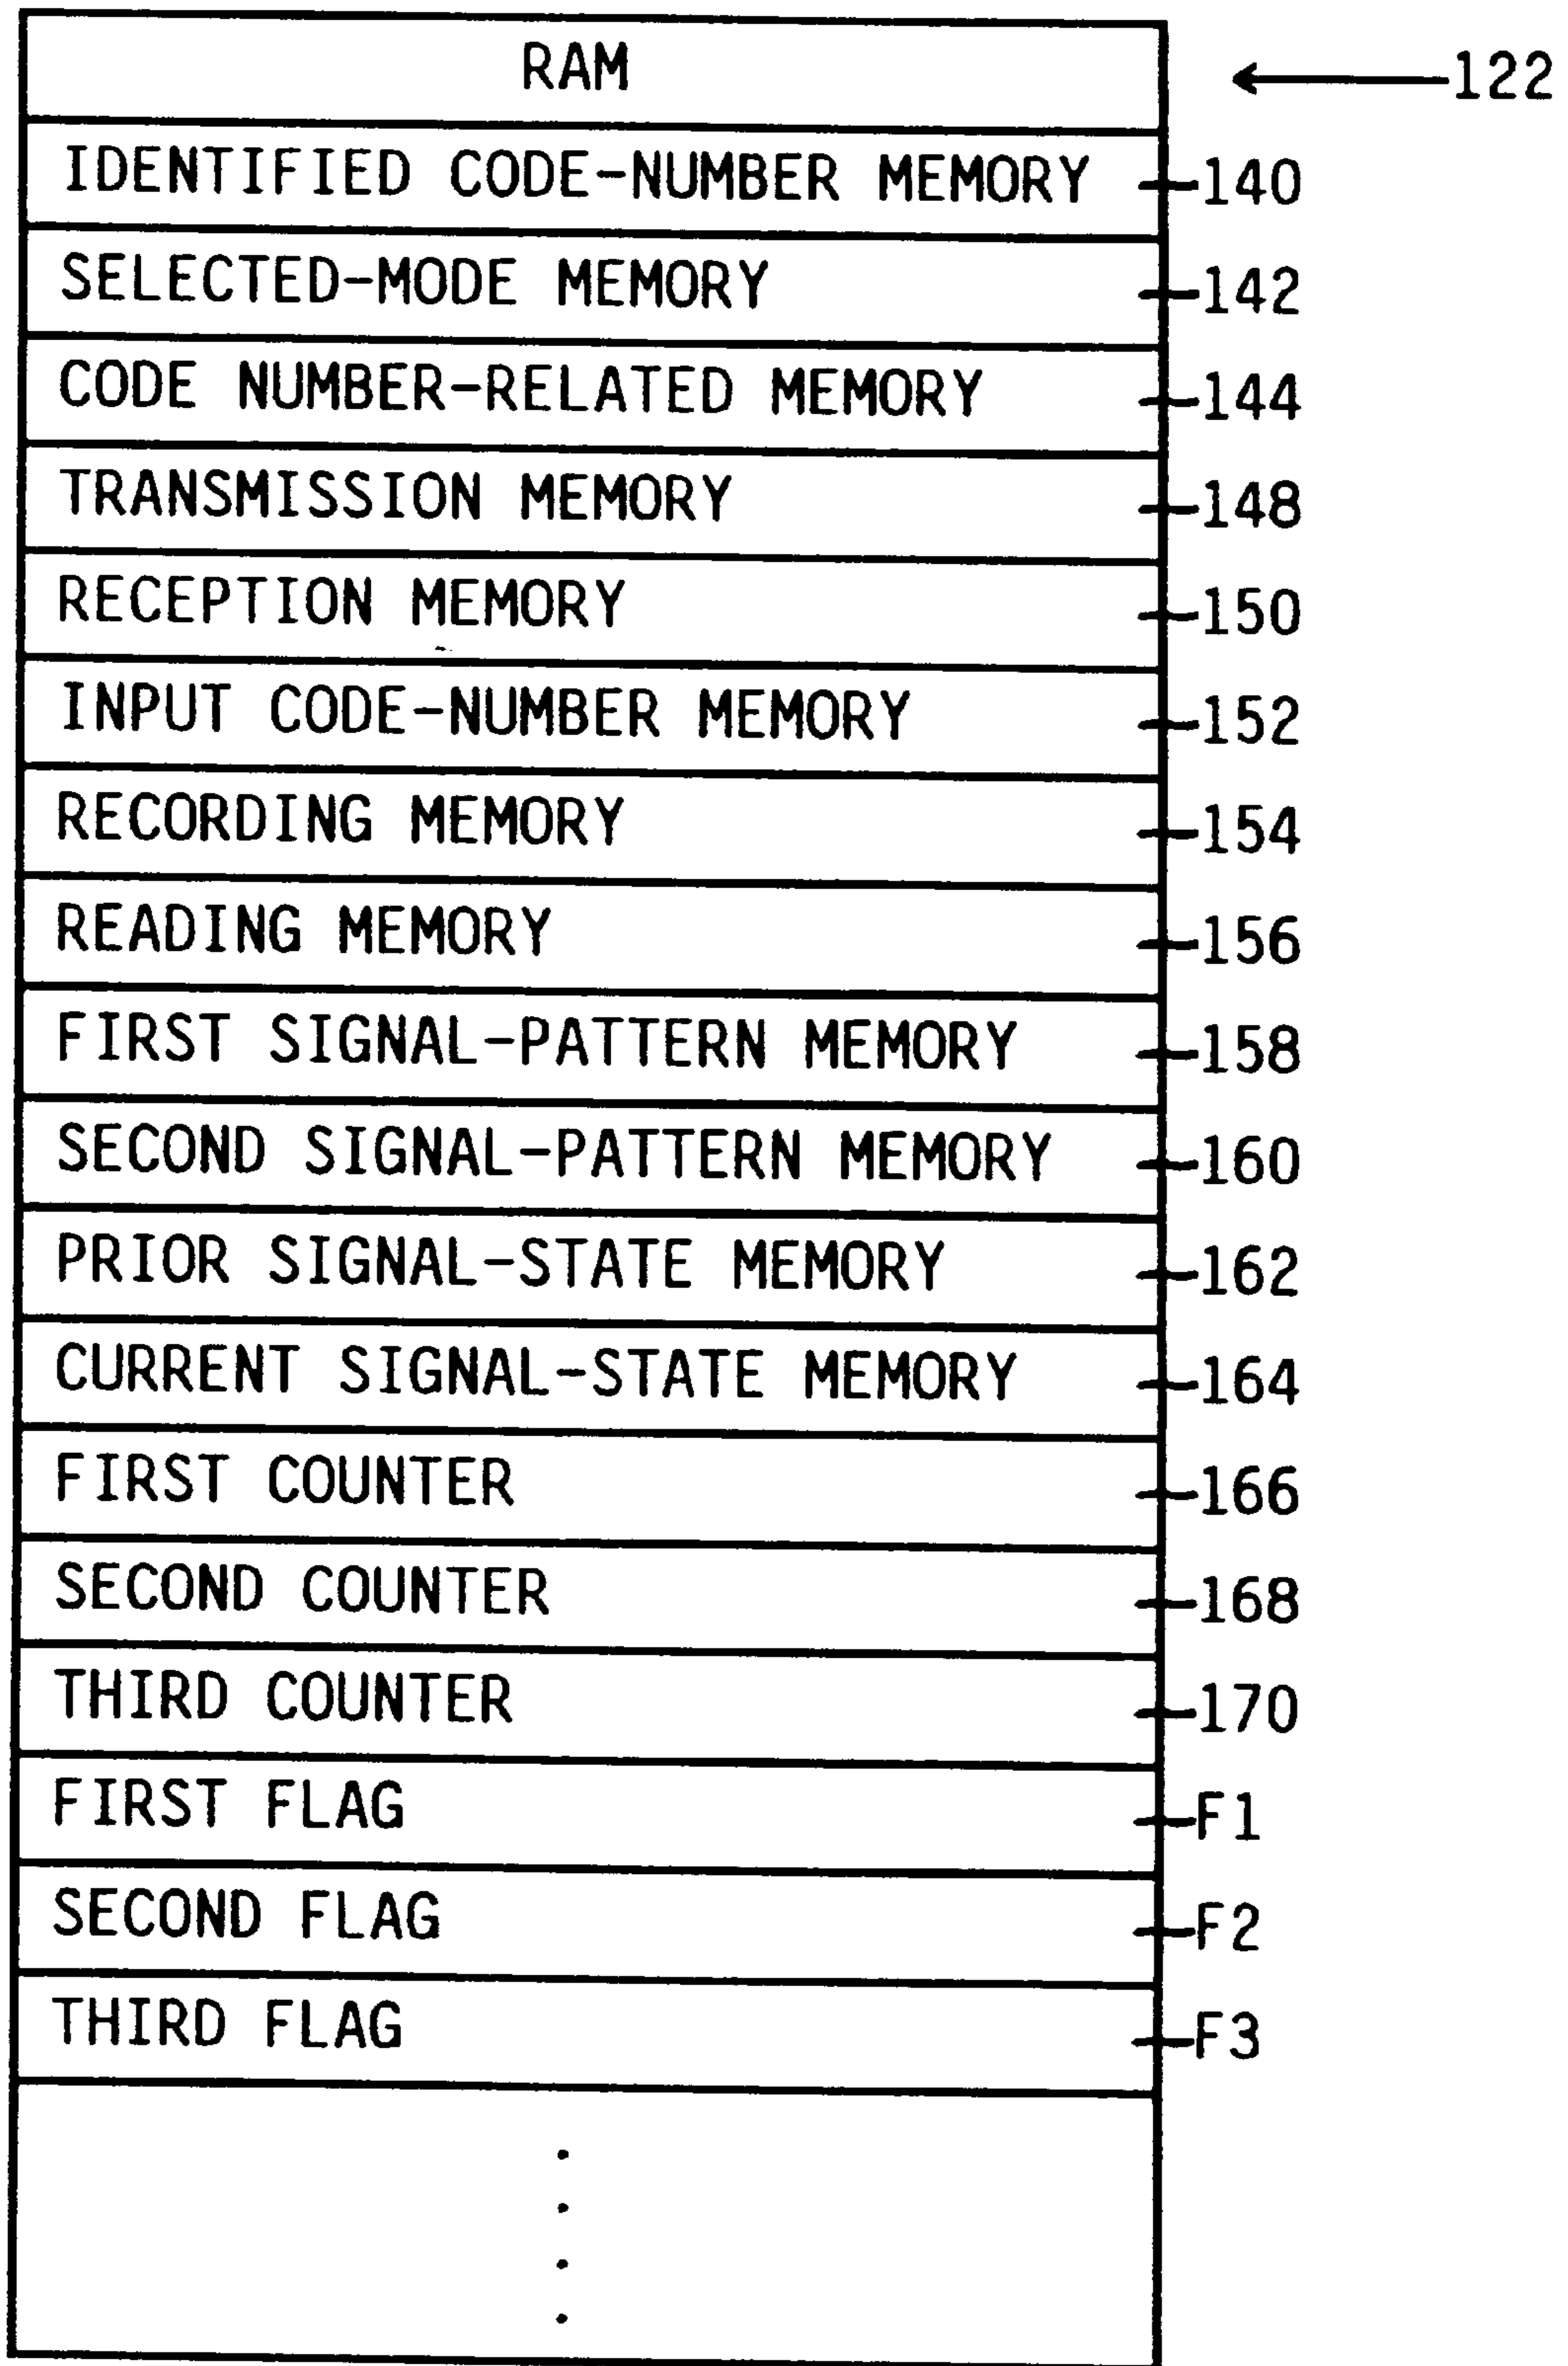 RAM 122
IDENTIFIED CODE-NUMBER MEMORY 140
SELECTED-MODE MEMORY 142
CODE NUMBER-RELATED MEMORY 144
TRANSMISSION MEMORY 148
RECEPTION MEMORY 150
INPUT CODE-NUMBER MEMORY 152
RECORDING MEMORY 154
READING MEMORY 156
FIRST SIGNAL-PATTERN MEMORY 158
SECOND SIGNAL-PATTERN MEMORY 160
PRIOR SIGNAL-STATE MEMORY 162
CURRENT SIGNAL-STATE MEMORY 164
FIRST COUNTER 166
SECOND COUNTER 168
THIRD COUNTER 170
FIRST FLAG F1
SECOND FLAG F2
THIRD FLAG F3